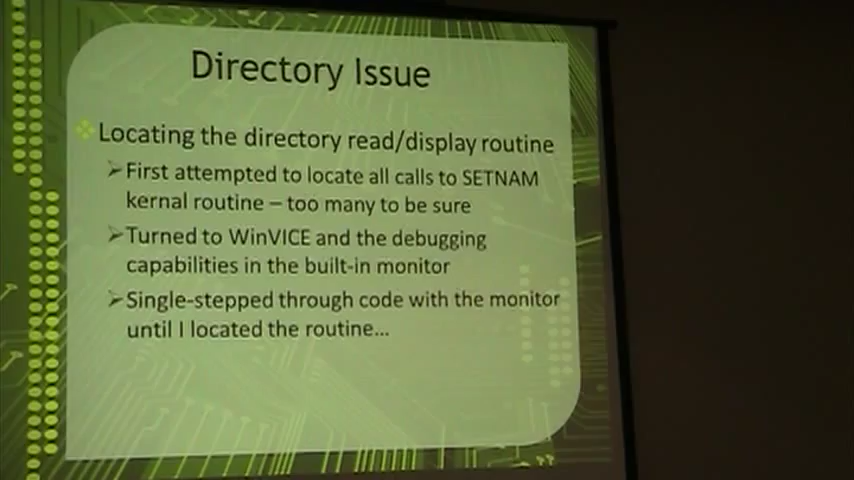 Directory Issue
Locating the directory read/display routine
First attempted to locate all calls to SETNAM
kernal routine – too many to be sure
Turned to WinVICE and the debugging
capabilities in the built-in monitor
Single-stepped through code with the monitor
until I located the routine...